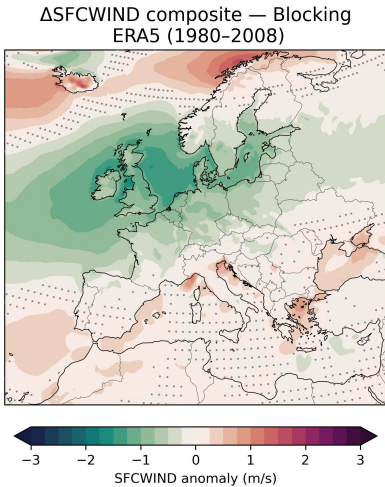 ΔSFCWIND composite — Blocking
ERA5 (1980–2008)
−3 −2 −1 0 1 2 3
SFCWIND anomaly (m/s)